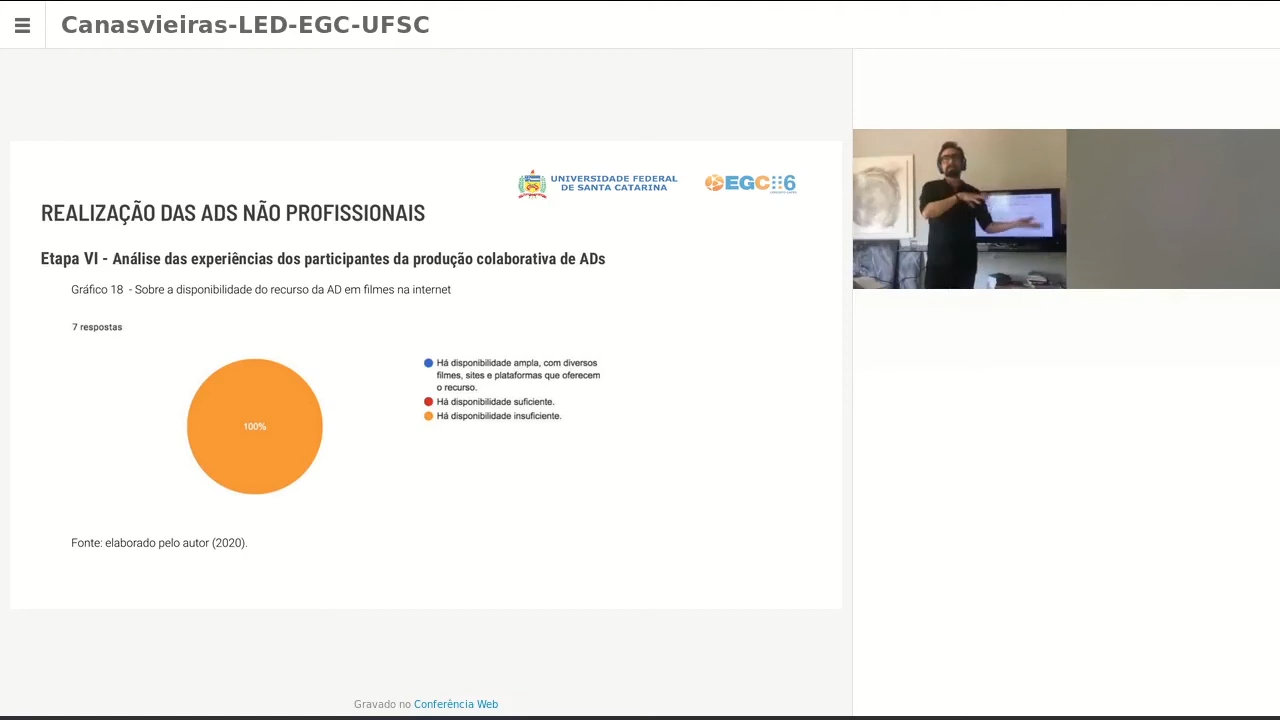 Canasvieiras-LED-EGC-UFSC
UNIVERSIDADE FEDERAL
DE SANTA CATARINA
EGC
6
REALIZAÇÃO DAS ADS NÃO PROFISSIONAIS
Etapa VI - Análise das experiências dos participantes da produção colaborativa de ADs
Gráfico 18 - Sobre a disponibilidade do recurso da AD em filmes na internet
7 respostas
Há disponibilidade ampla, com diversos
filmes, sites e plataformas que oferecem
o recurso.
Há disponibilidade suficiente.
Há disponibilidade insuficiente.
100%
Fonte: elaborado pelo autor (2020).
Gravado no Conferência Web